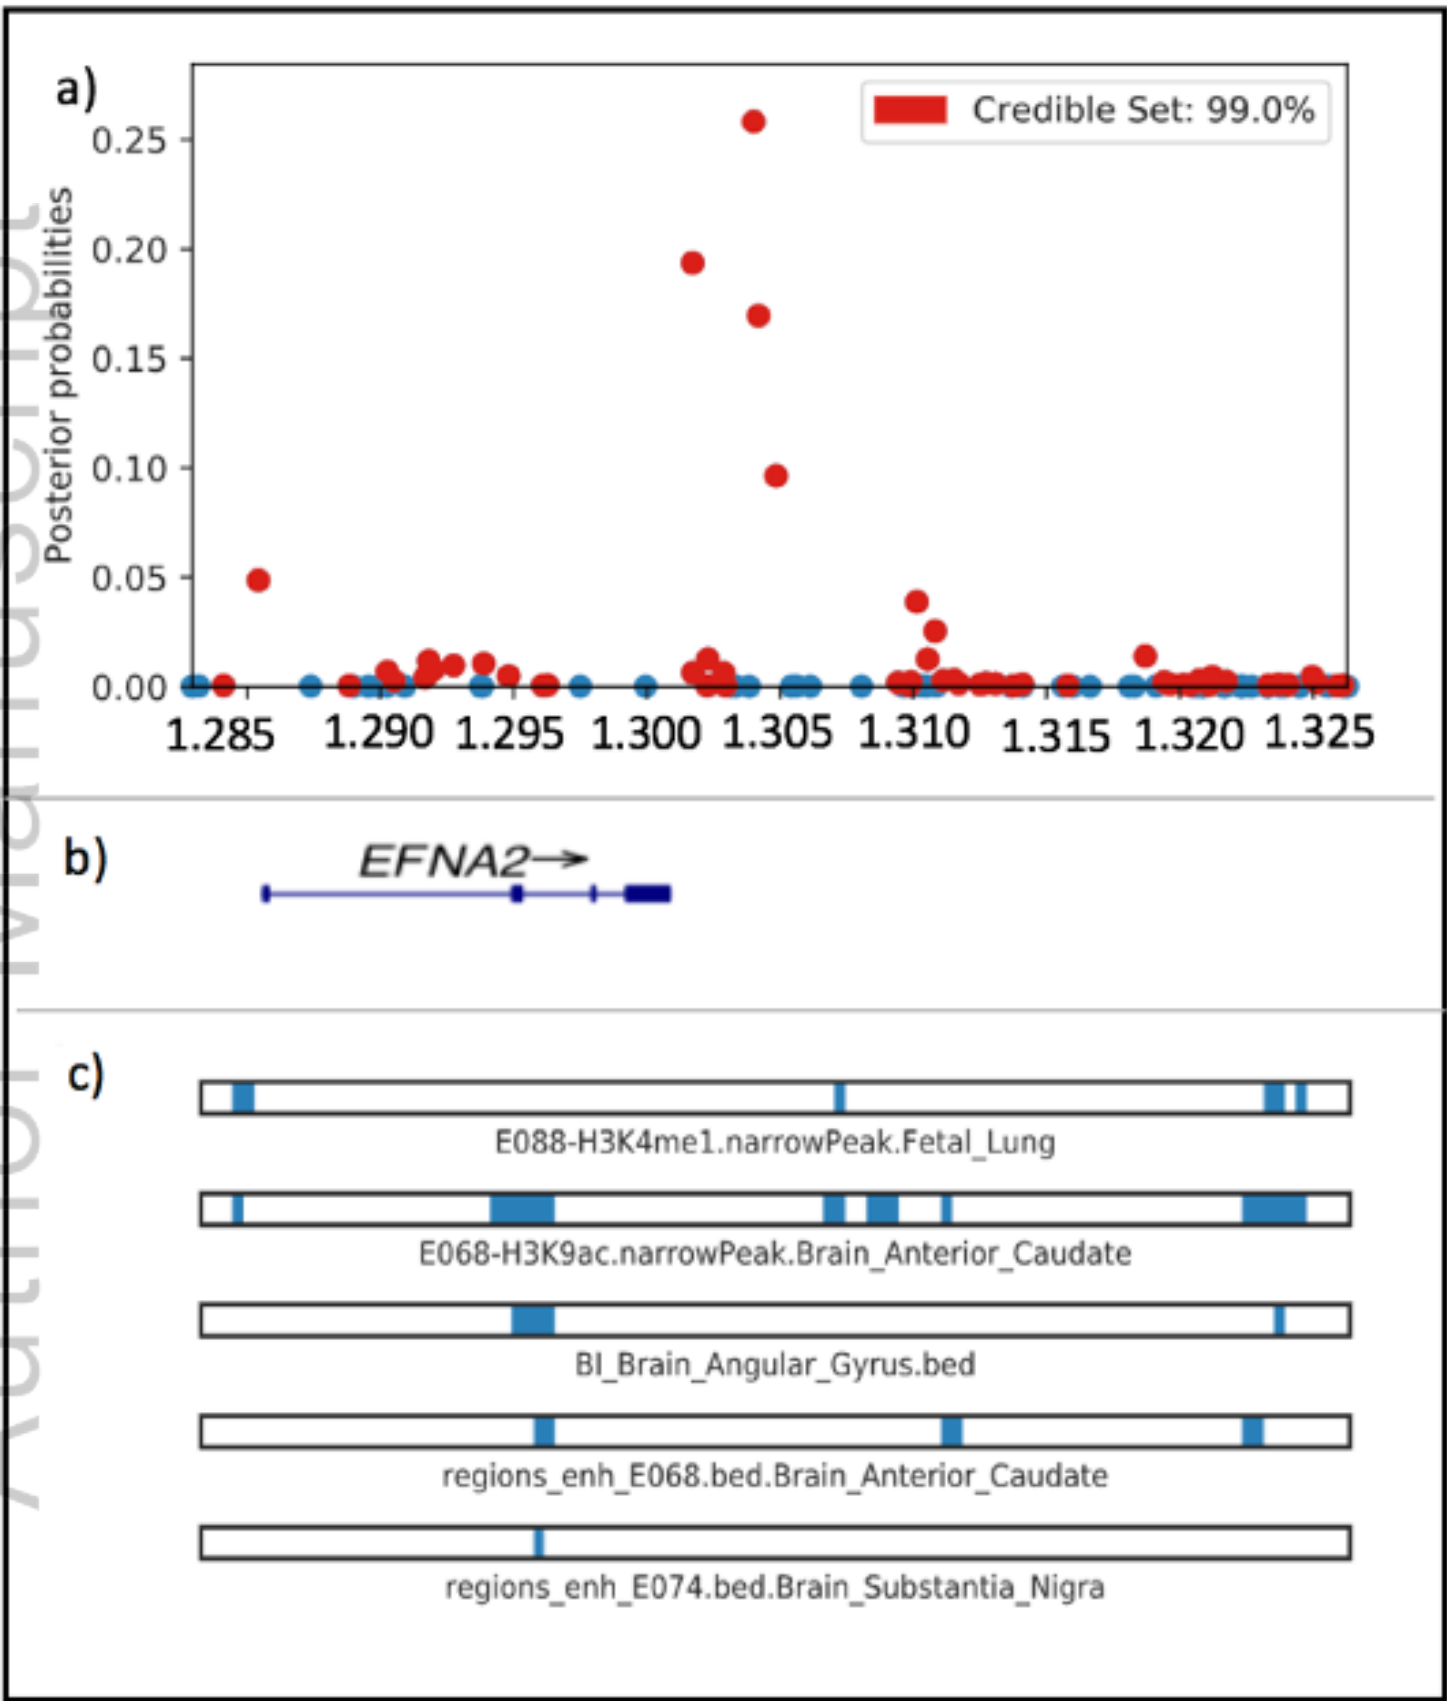 a)
Credible Set: 99.0%
Posterior probabilities
0.25
0.20
0.15
0.10
0.05
0.00
1.285 1.290 1.295 1.300 1.305 1.310 1.315 1.320 1.325
b)
EFNA2→
c)
E088-H3K4me1.narrowPeak.Fetal_Lung
E068-H3K9ac.narrowPeak.Brain_Anterior_Caudate
BI_Brain_Angular_Gyrus.bed
regions_enh_E068.bed.Brain_Anterior_Caudate
regions_enh_E074.bed.Brain_Substantia_Nigra
Author Manuscript